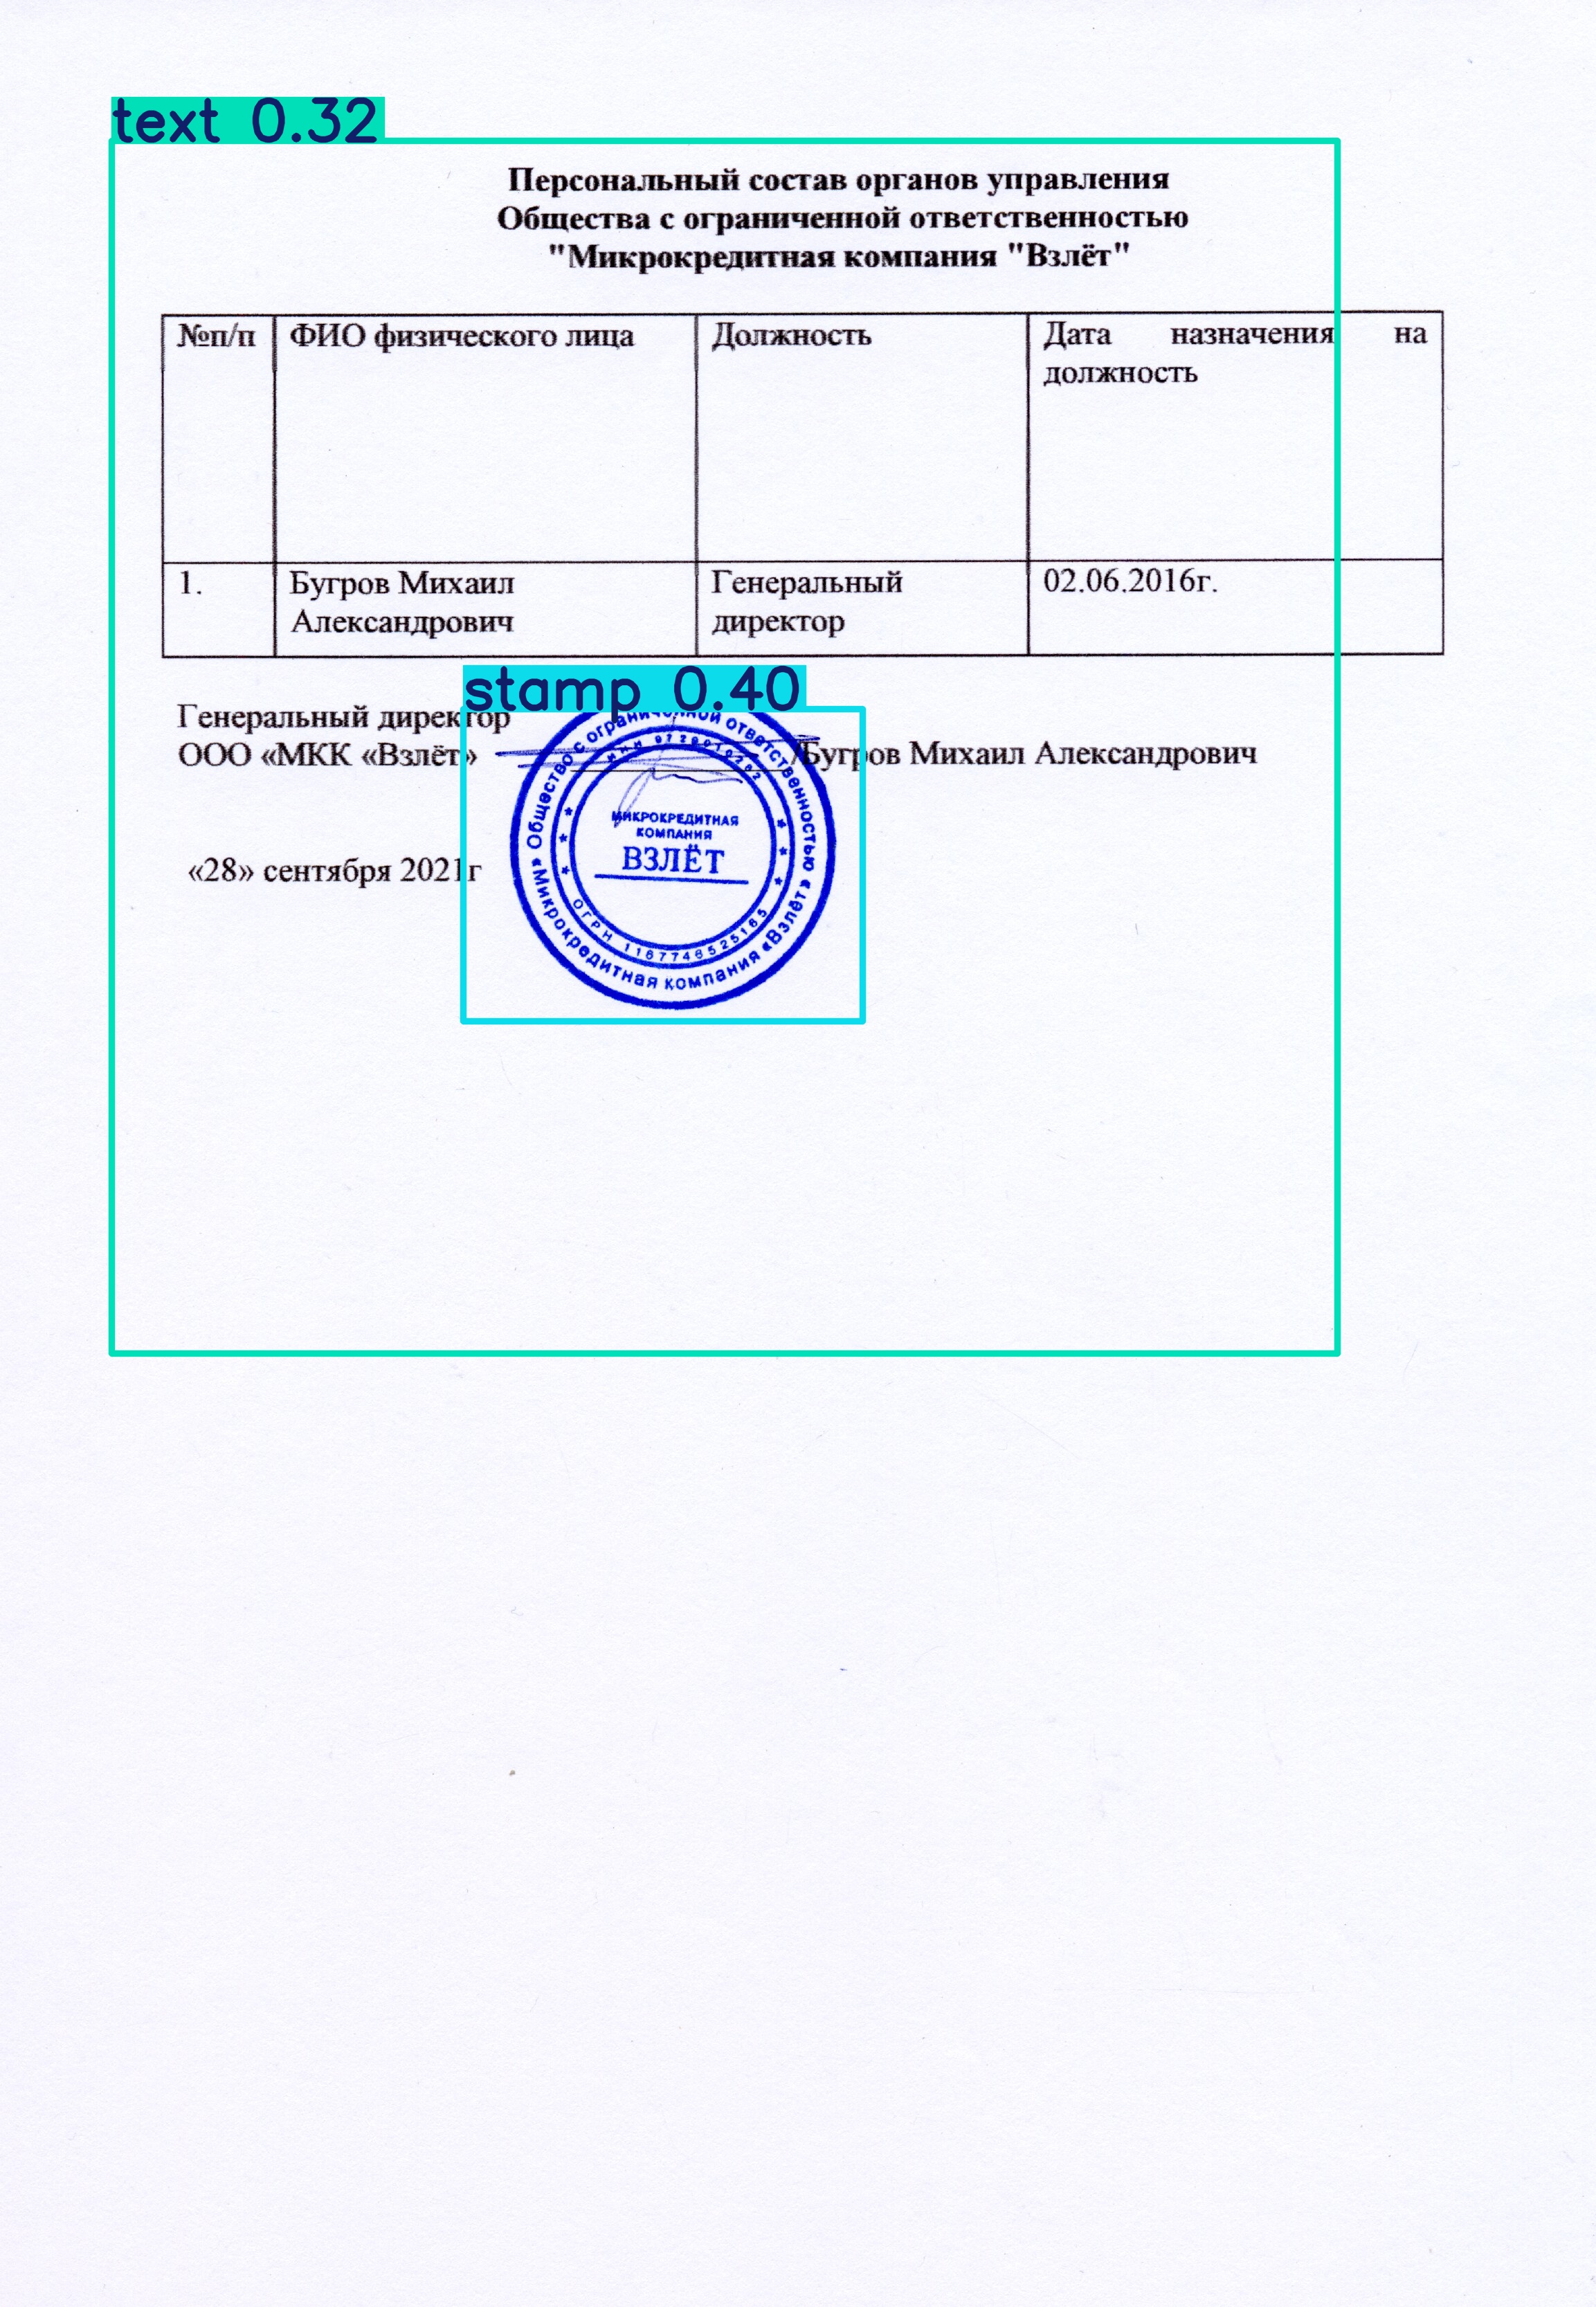 text 0.32
Персональный состав органов управления
Общества с ограниченной ответственностью
"Микрокредитная компания "Взлёт"
№п/п ФИО физического лица Должность Дата назначения на
должность
1. Бугров Михаил Генеральный 02.06.2016г.
Александрович директор
stamp 0.40
Генеральный директор
ООО «МКК «Взлёт» /Бугров Михаил Александрович
«28» сентября 2021г
Общество с ограниченной ответственностью
«Микрокредитная компания «Взлёт»
ИНН
ОГРН 1167746525165
МИКРОКРЕДИТНАЯ
КОМПАНИЯ
ВЗЛЁТ